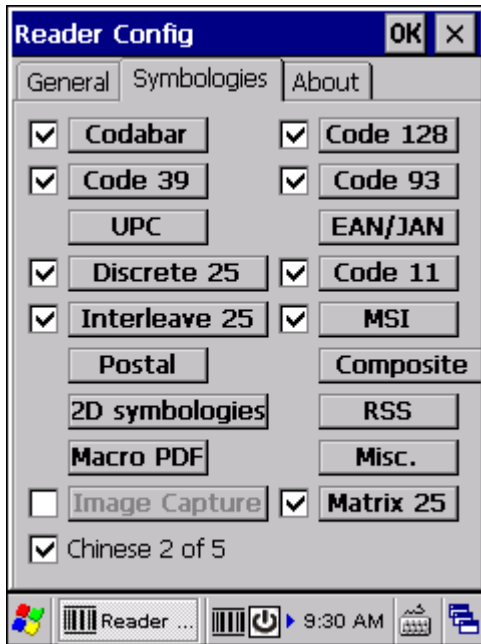 Reader Config OK ×
General Symbologies About
Codabar Code 128
Code 39 Code 93
UPC EAN/JAN
Discrete 25 Code 11
Interleave 25 MSI
Postal Composite
2D symbologies RSS
Macro PDF Misc.
Image Capture Matrix 25
Chinese 2 of 5
Reader ... 9:30 AM